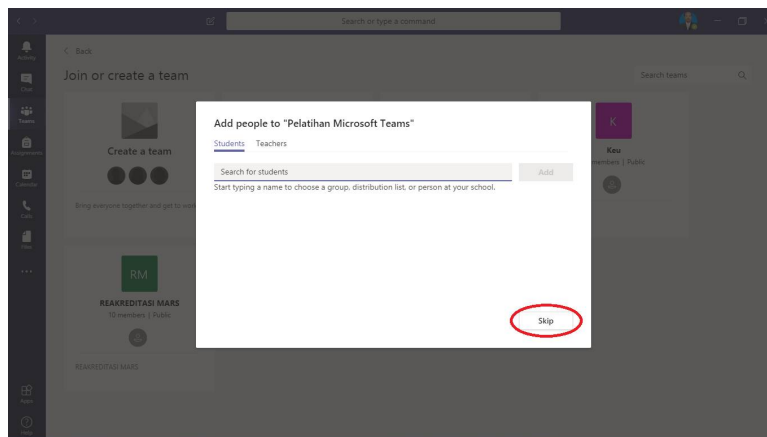 Search or type a command
Activity
Chat
Teams
Assignments
Calendar
Calls
Files
Apps
Help
Back
Join or create a team
Search teams
Create a team
Bring everyone together and get to work
Add people to "Pelatihan Microsoft Teams"
Students Teachers
Search for students
Add
Start typing a name to choose a group, distribution list, or person at your school.
Skip
K
Keu
members | Public
RM
REAKREDITASI MARS
10 members | Public
REAKREDITASI MARS